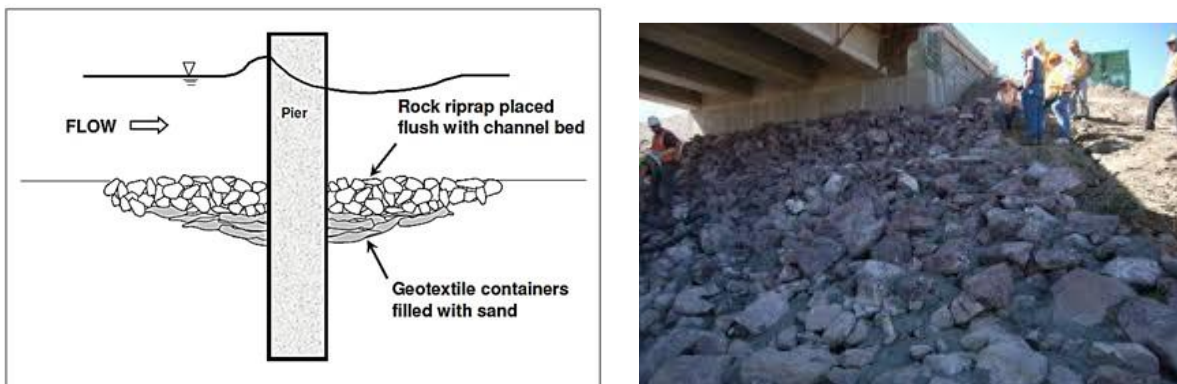 Pier
Rock riprap placed
flush with channel bed
FLOW
Geotextile containers
filled with sand